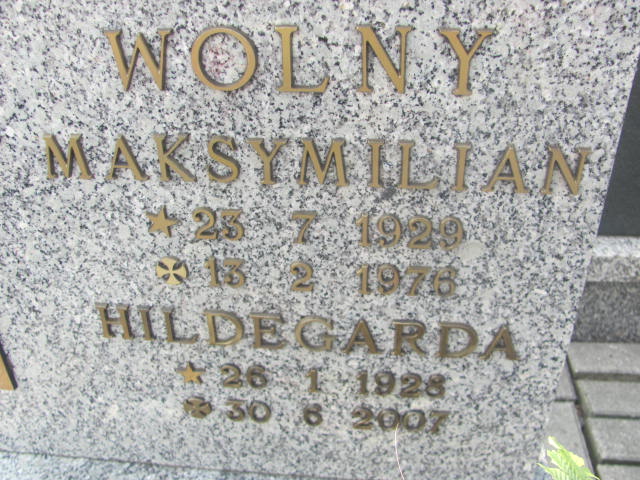 WOLNY
MAKSYMILIAN
23 7 1929
13 2 1976
HILDEGARDA
26 1 1928
30 6 2007